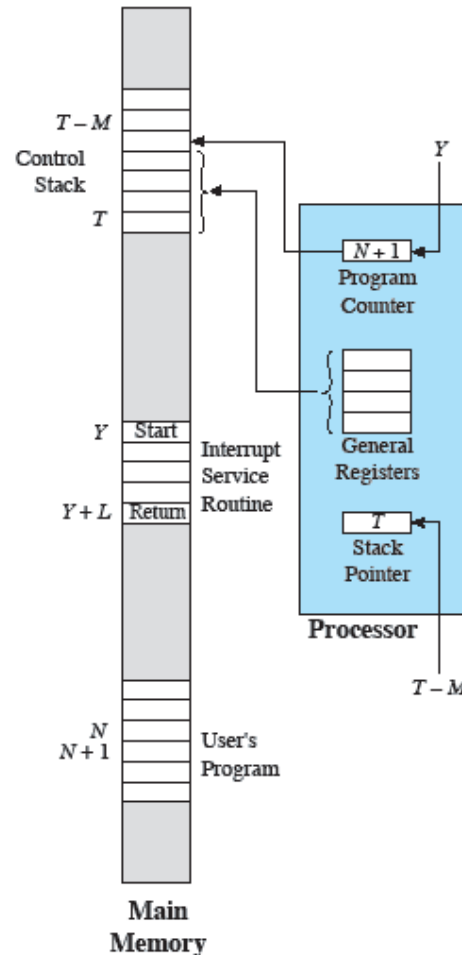 T – M
Control
Stack
T
Y
Start
Interrupt
Service
Routine
Y + L
Return
N
N + 1
User's
Program
Main
Memory
Y
N + 1
Program
Counter
General
Registers
T
Stack
Pointer
Processor
T – M